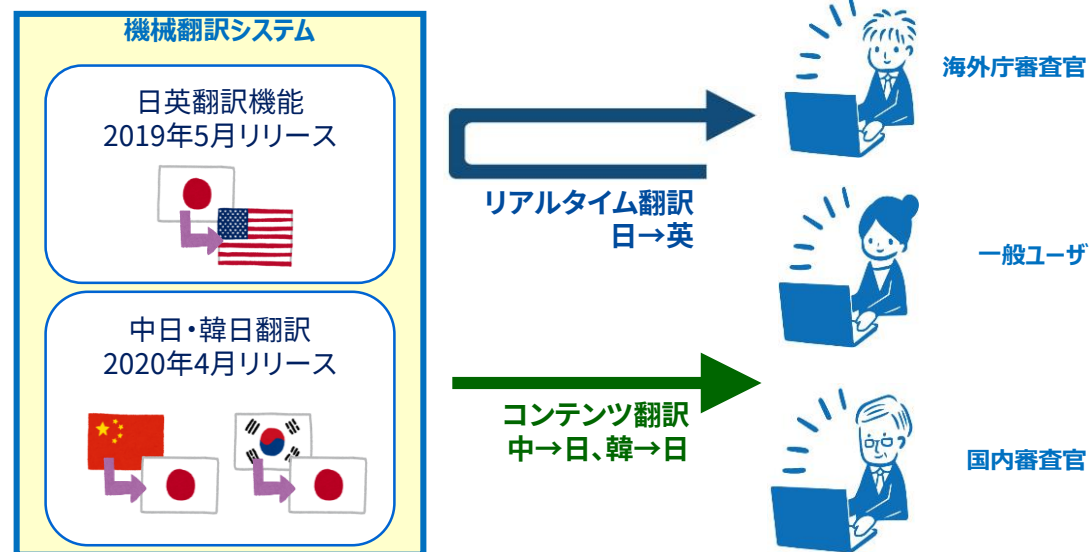 機械翻訳システム
日英翻訳機能
2019年5月リリース
中日・韓日翻訳
2020年4月リリース
リアルタイム翻訳
日→英
コンテンツ翻訳
中→日、韓→日
海外庁審査官
一般ユーザ
国内審査官